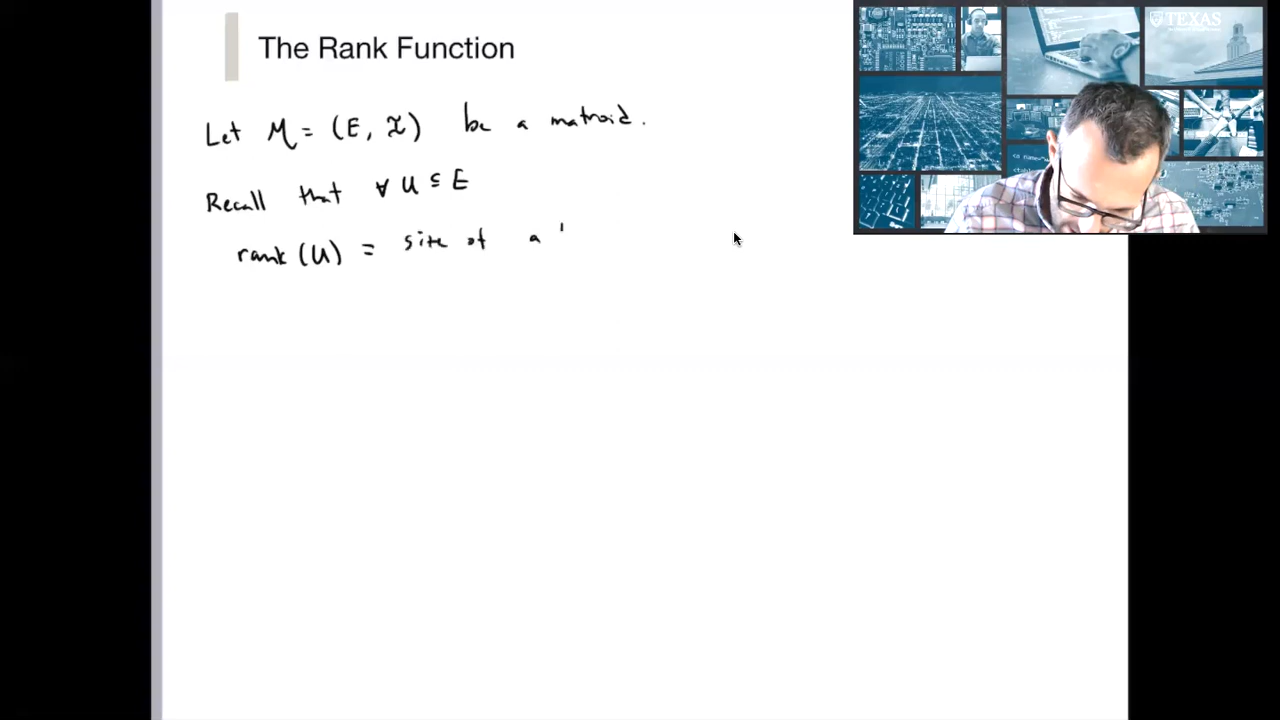 The Rank Function
TEXAS
Let M = (E, I) be a matroid.
Recall that ∀ U ⊆ E
rank (U) = size of a